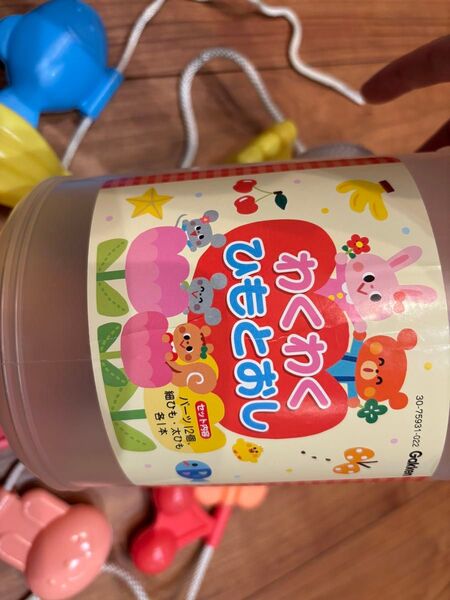 わくわく
ひもとおし
セット内容
パーツ12個、
細ひも・太ひも
各1本
30-75931-022
Gakken